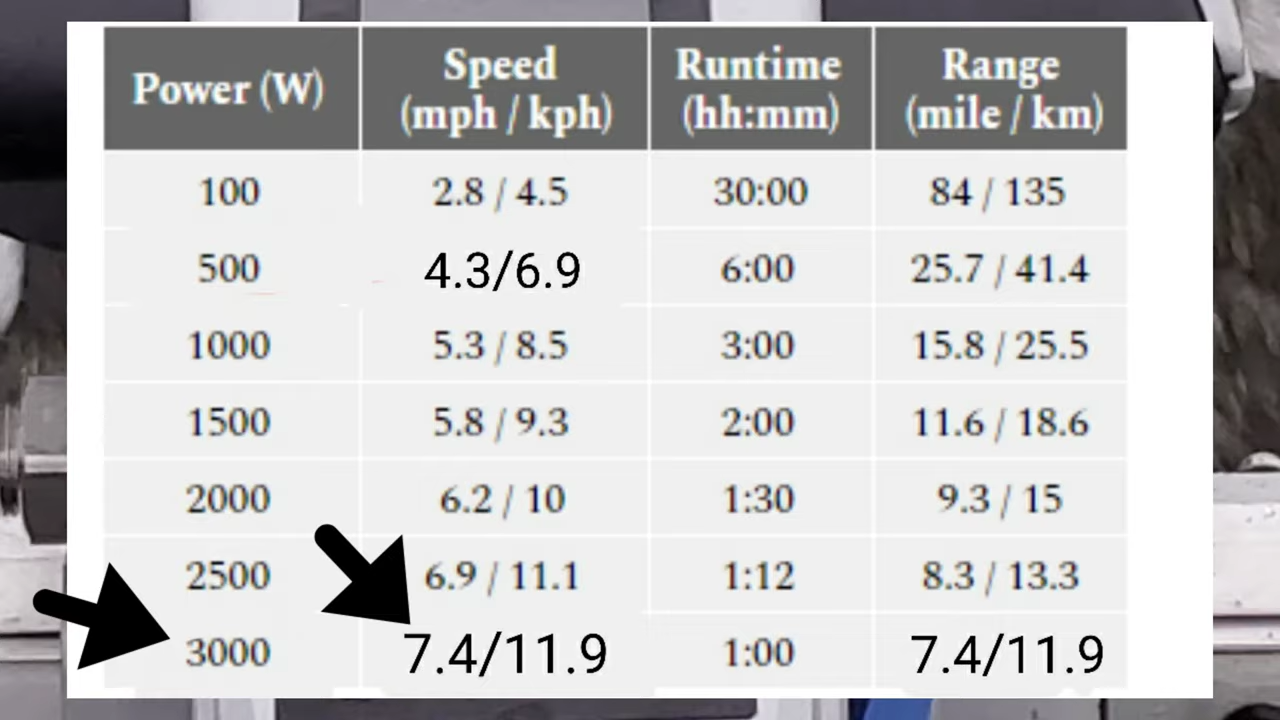 Power (W) Speed (mph / kph) Runtime (hh:mm) Range (mile / km)
100 2.8 / 4.5 30:00 84 / 135
500 4.3/6.9 6:00 25.7 / 41.4
1000 5.3 / 8.5 3:00 15.8 / 25.5
1500 5.8 / 9.3 2:00 11.6 / 18.6
2000 6.2 / 10 1:30 9.3 / 15
2500 6.9 / 11.1 1:12 8.3 / 13.3
3000 7.4/11.9 1:00 7.4/11.9